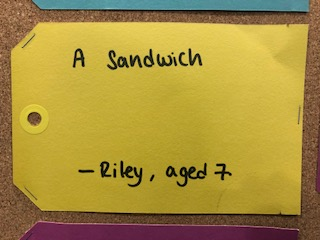 A Sandwich
— Riley, aged 7